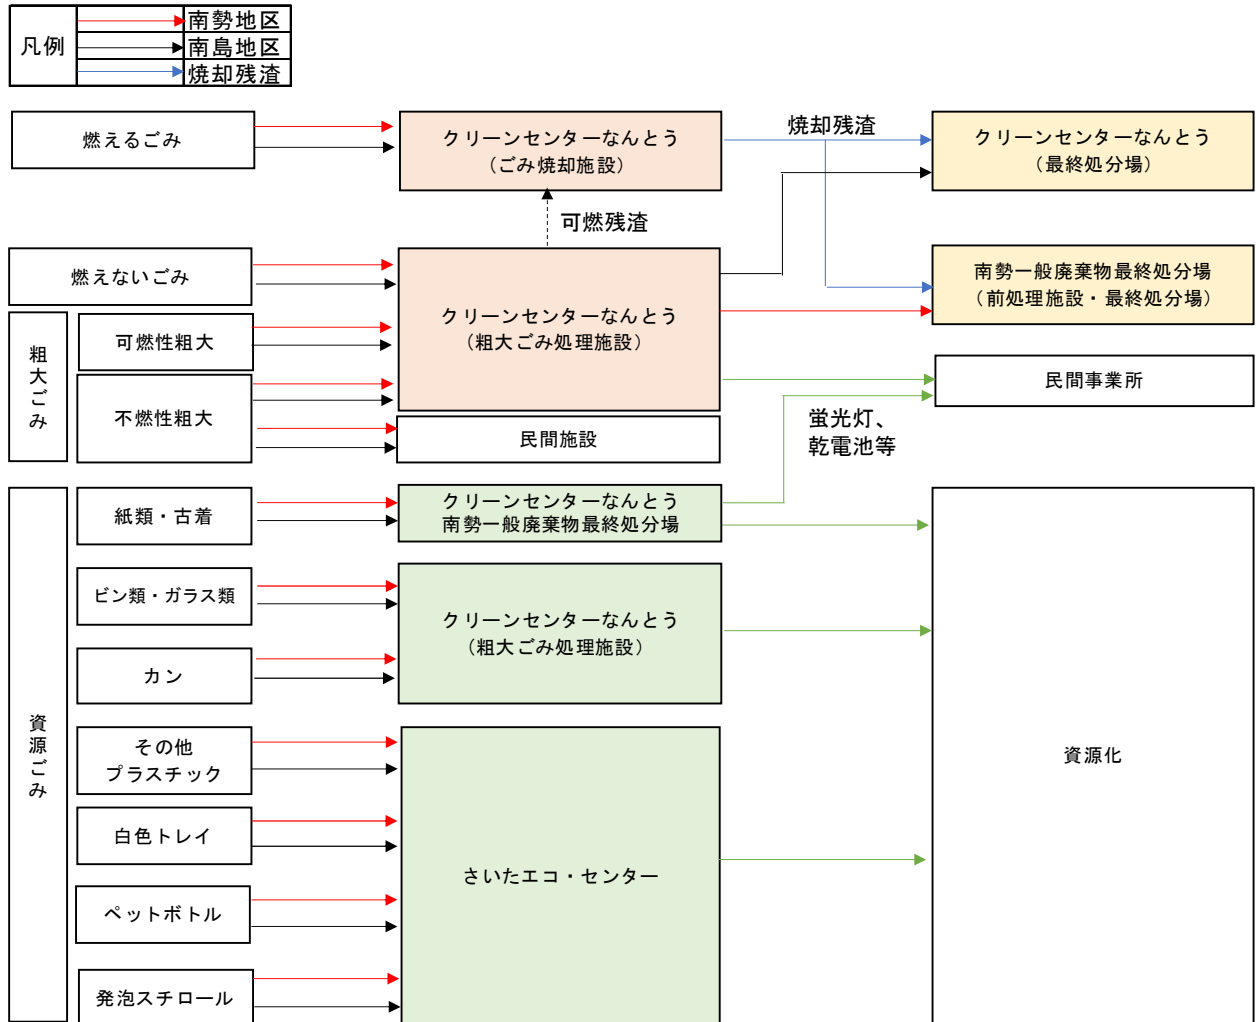 凡例
南勢地区
南島地区
焼却残渣
燃えるごみ
クリーンセンターなんとう
（ごみ焼却施設）
焼却残渣
クリーンセンターなんとう
（最終処分場）
可燃残渣
燃えないごみ
クリーンセンターなんとう
（粗大ごみ処理施設）
南勢一般廃棄物最終処分場
（前処理施設・最終処分場）
粗大ごみ
可燃性粗大
不燃性粗大
民間施設
民間事業所
蛍光灯、
乾電池等
資源ごみ
紙類・古着
クリーンセンターなんとう
南勢一般廃棄物最終処分場
ビン類・ガラス類
カン
クリーンセンターなんとう
（粗大ごみ処理施設）
その他
プラスチック
白色トレイ
ペットボトル
発泡スチロール
さいたエコ・センター
資源化